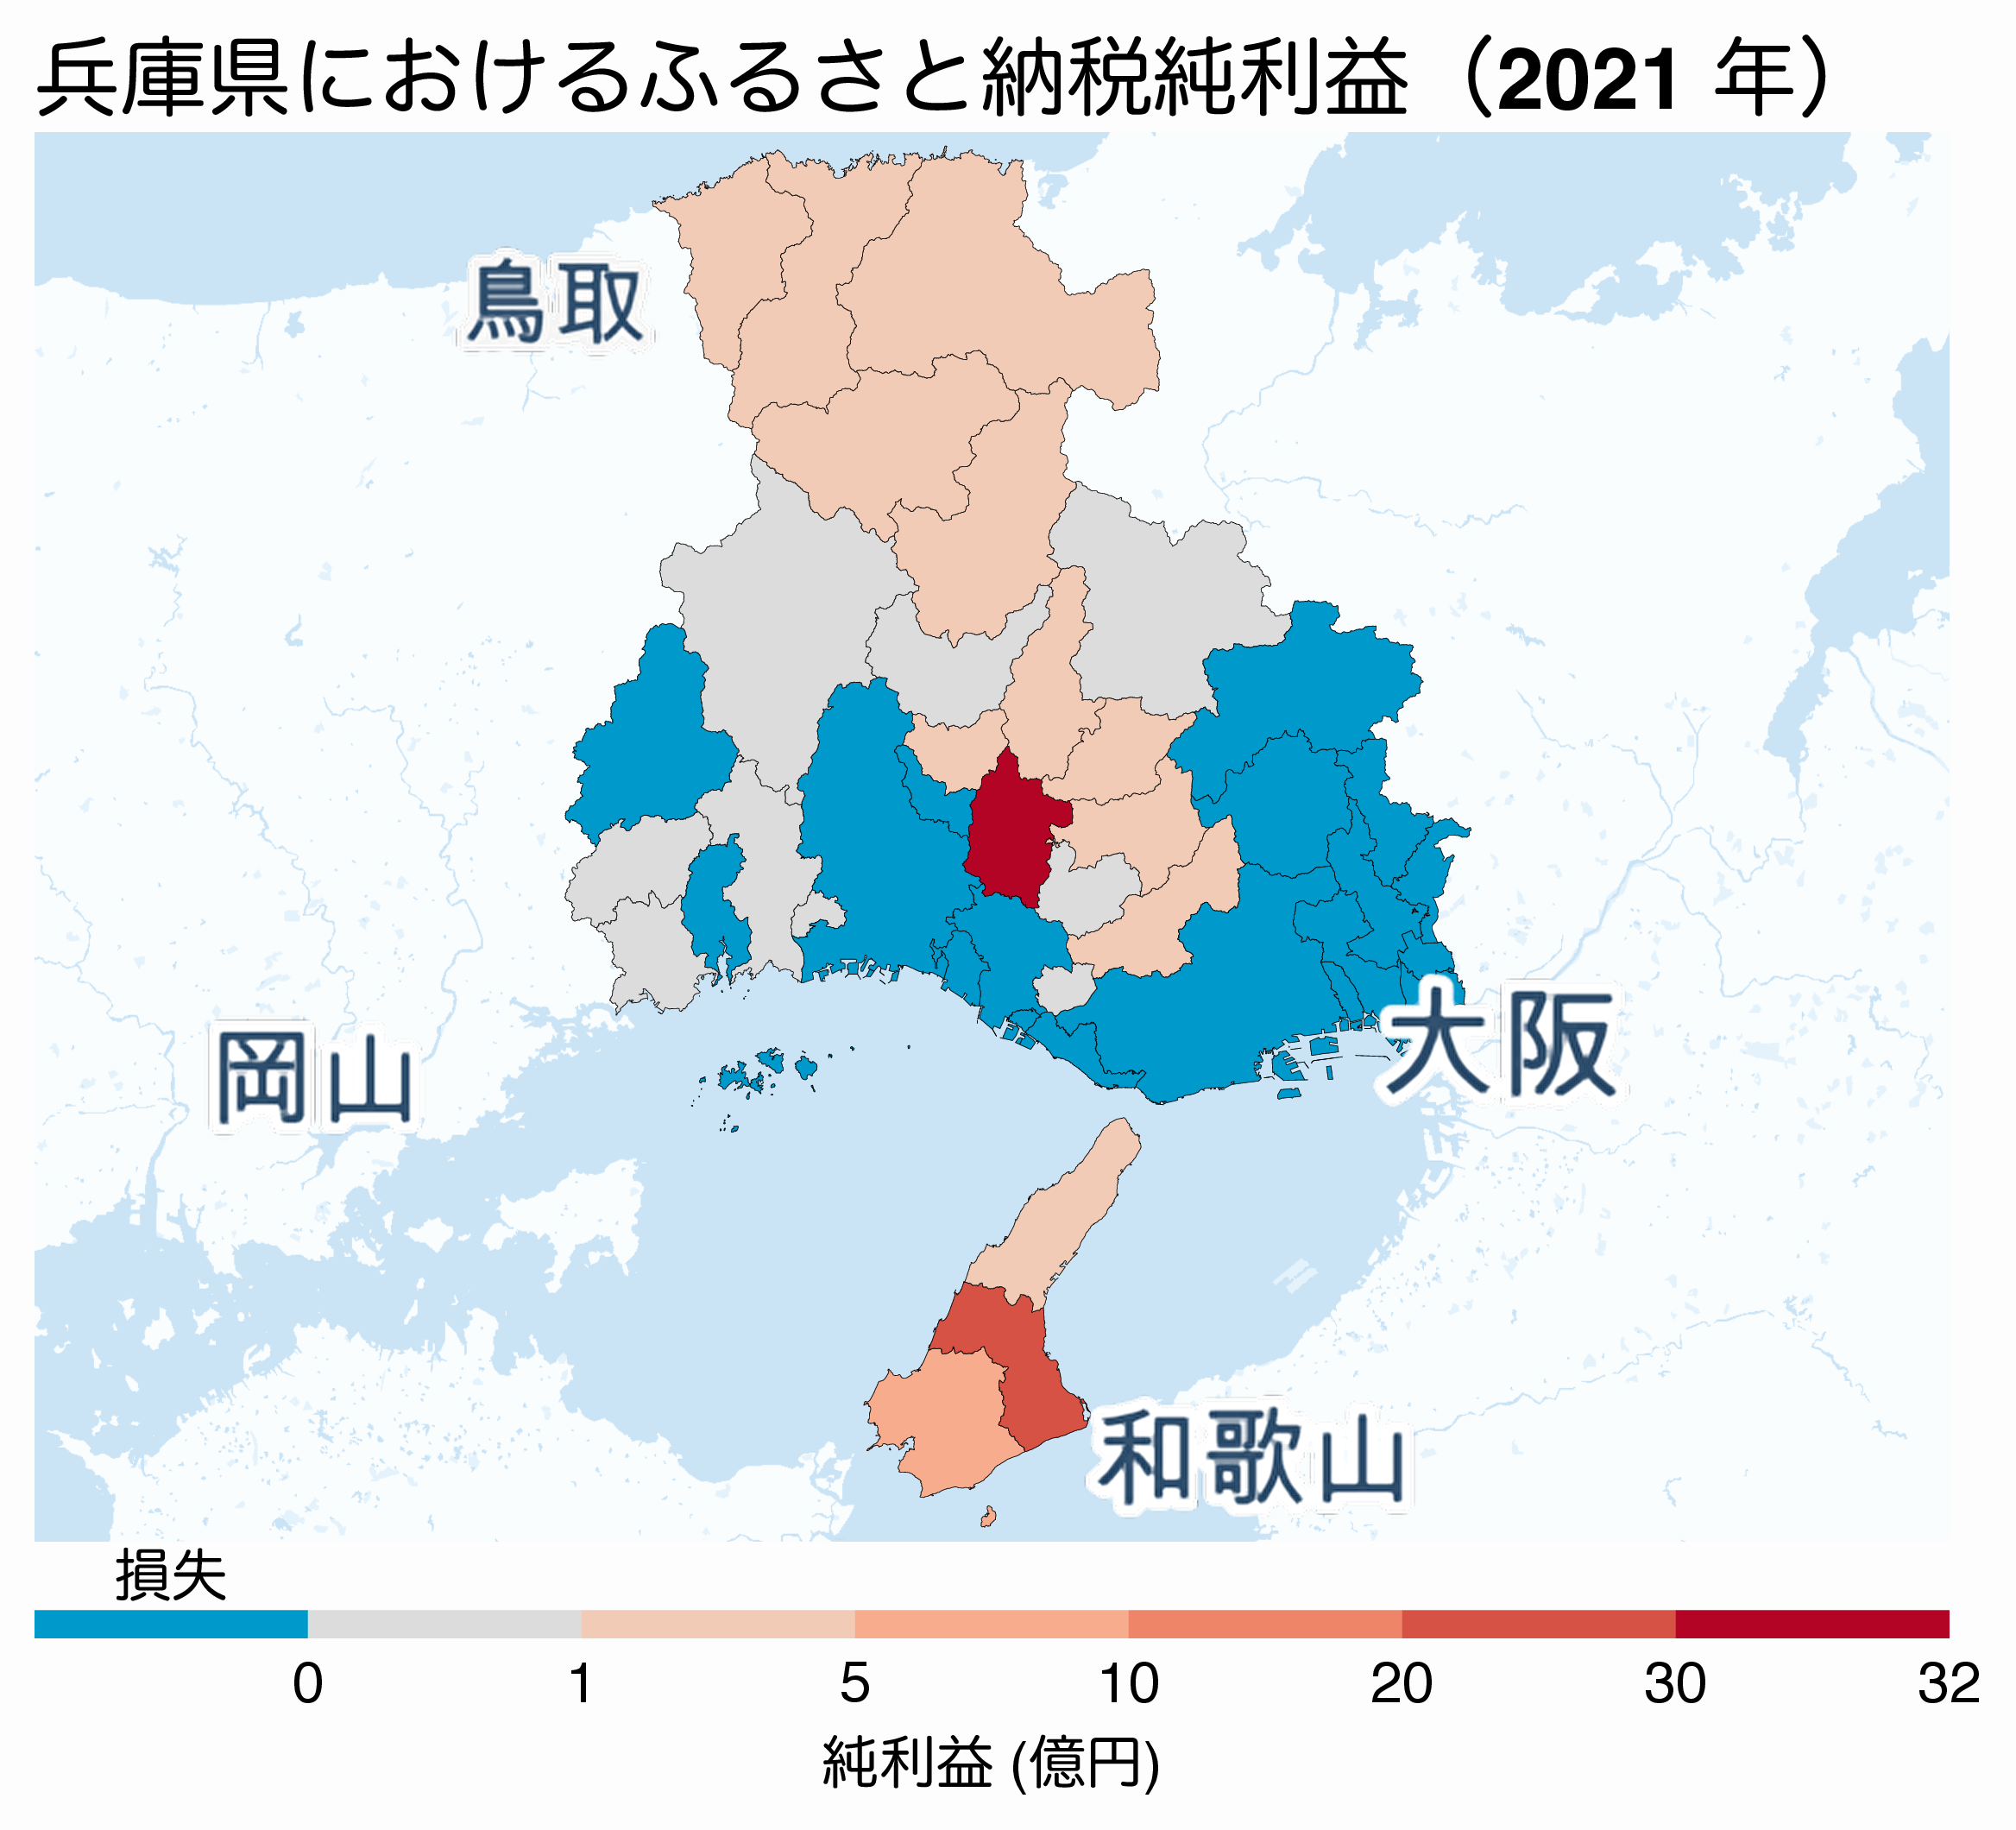 兵庫県におけるふるさと納税純利益（2021 年）
鳥取
岡山
大阪
和歌山
損失
0 1 5 10 20 30 32
純利益 (億円)